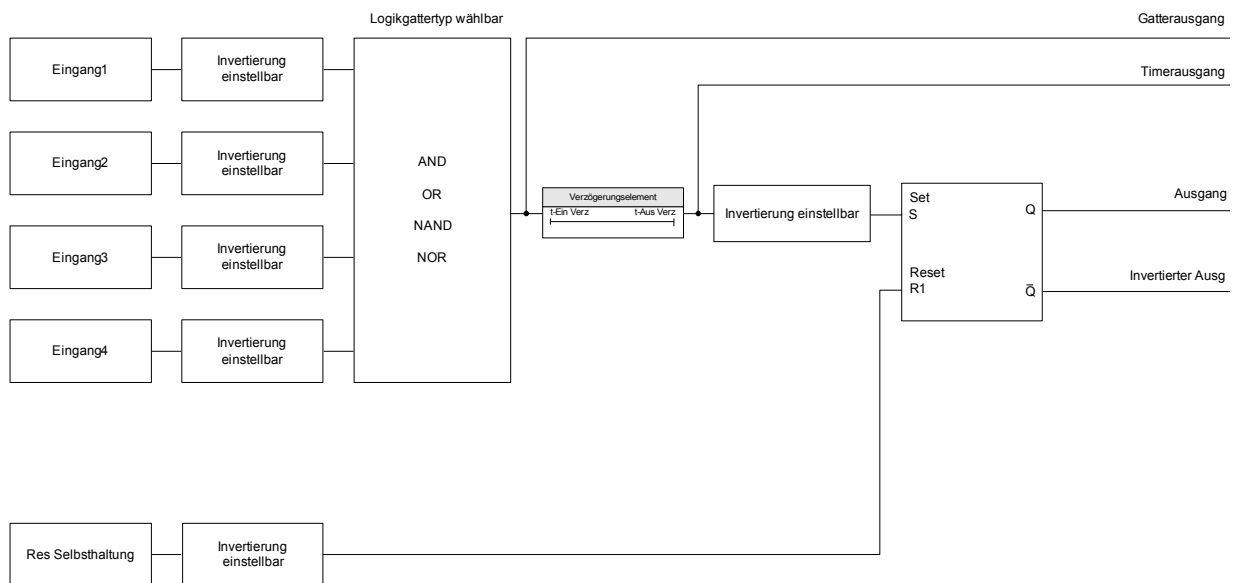 Logikgattertyp wählbar
Gatterausgang
Eingang1
Invertierung
einstellbar
Timerausgang
Eingang2
Invertierung
einstellbar
AND
OR
NAND
NOR
Verzögerungselement
t-Ein Verz
t-Aus Verz
Invertierung einstellbar
Set
S
Q
Ausgang
Eingang3
Invertierung
einstellbar
Reset
R1
Q̅
Invertierter Ausg
Eingang4
Invertierung
einstellbar
Res Selbsthaltung
Invertierung
einstellbar